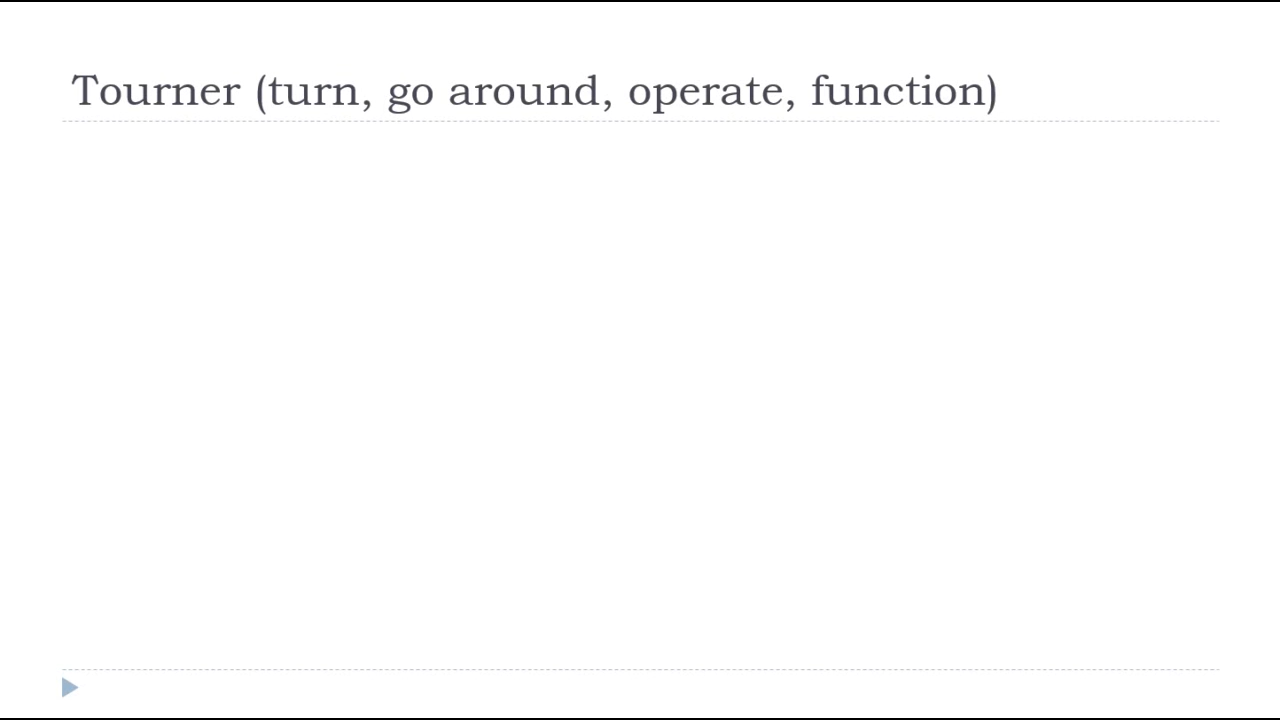 Tourner (turn, go around, operate, function)